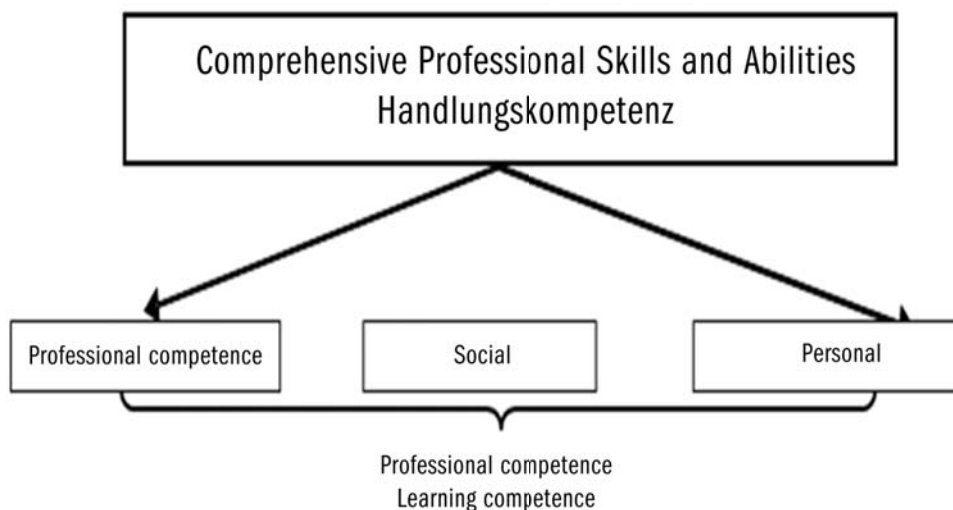 Comprehensive Professional Skills and Abilities
Handlungskompetenz
Professional competence
Social
Personal
Professional competence
Learning competence